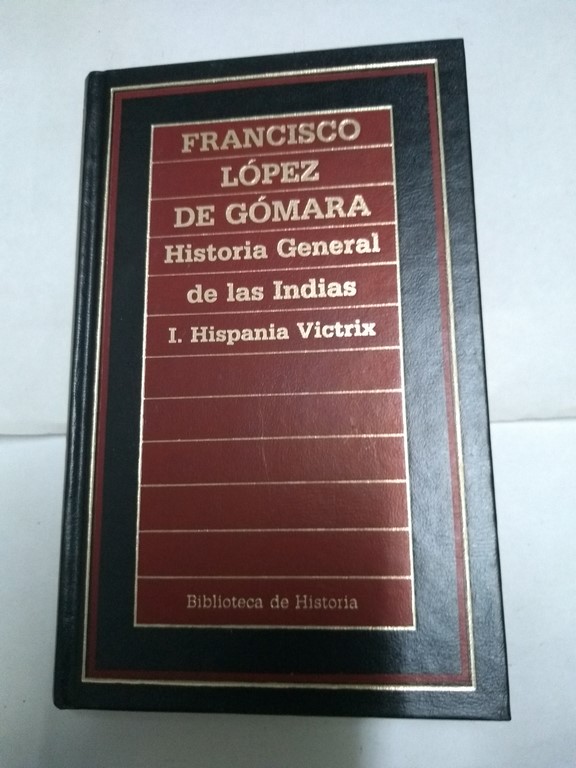 FRANCISCO
LÓPEZ
DE GÓMARA
Historia General
de las Indias
I. Hispania Victrix
Biblioteca de Historia